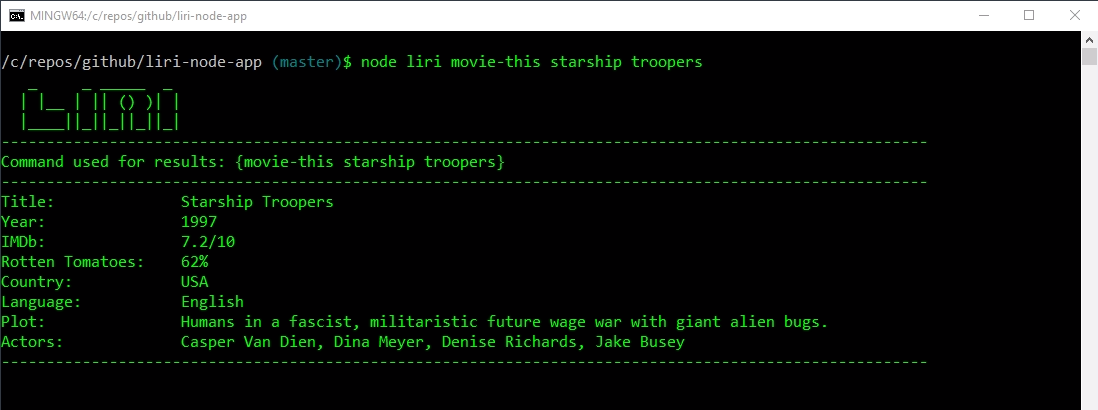 MINGW64:/c/repos/github/liri-node-app
/c/repos/github/liri-node-app (master)$ node liri movie-this starship troopers
LIRI
--------------------------------------------------------------------------------------------------------
Command used for results: {movie-this starship troopers}
--------------------------------------------------------------------------------------------------------
Title: Starship Troopers
Year: 1997
IMDb: 7.2/10
Rotten Tomatoes: 62%
Country: USA
Language: English
Plot: Humans in a fascist, militaristic future wage war with giant alien bugs.
Actors: Casper Van Dien, Dina Meyer, Denise Richards, Jake Busey
--------------------------------------------------------------------------------------------------------